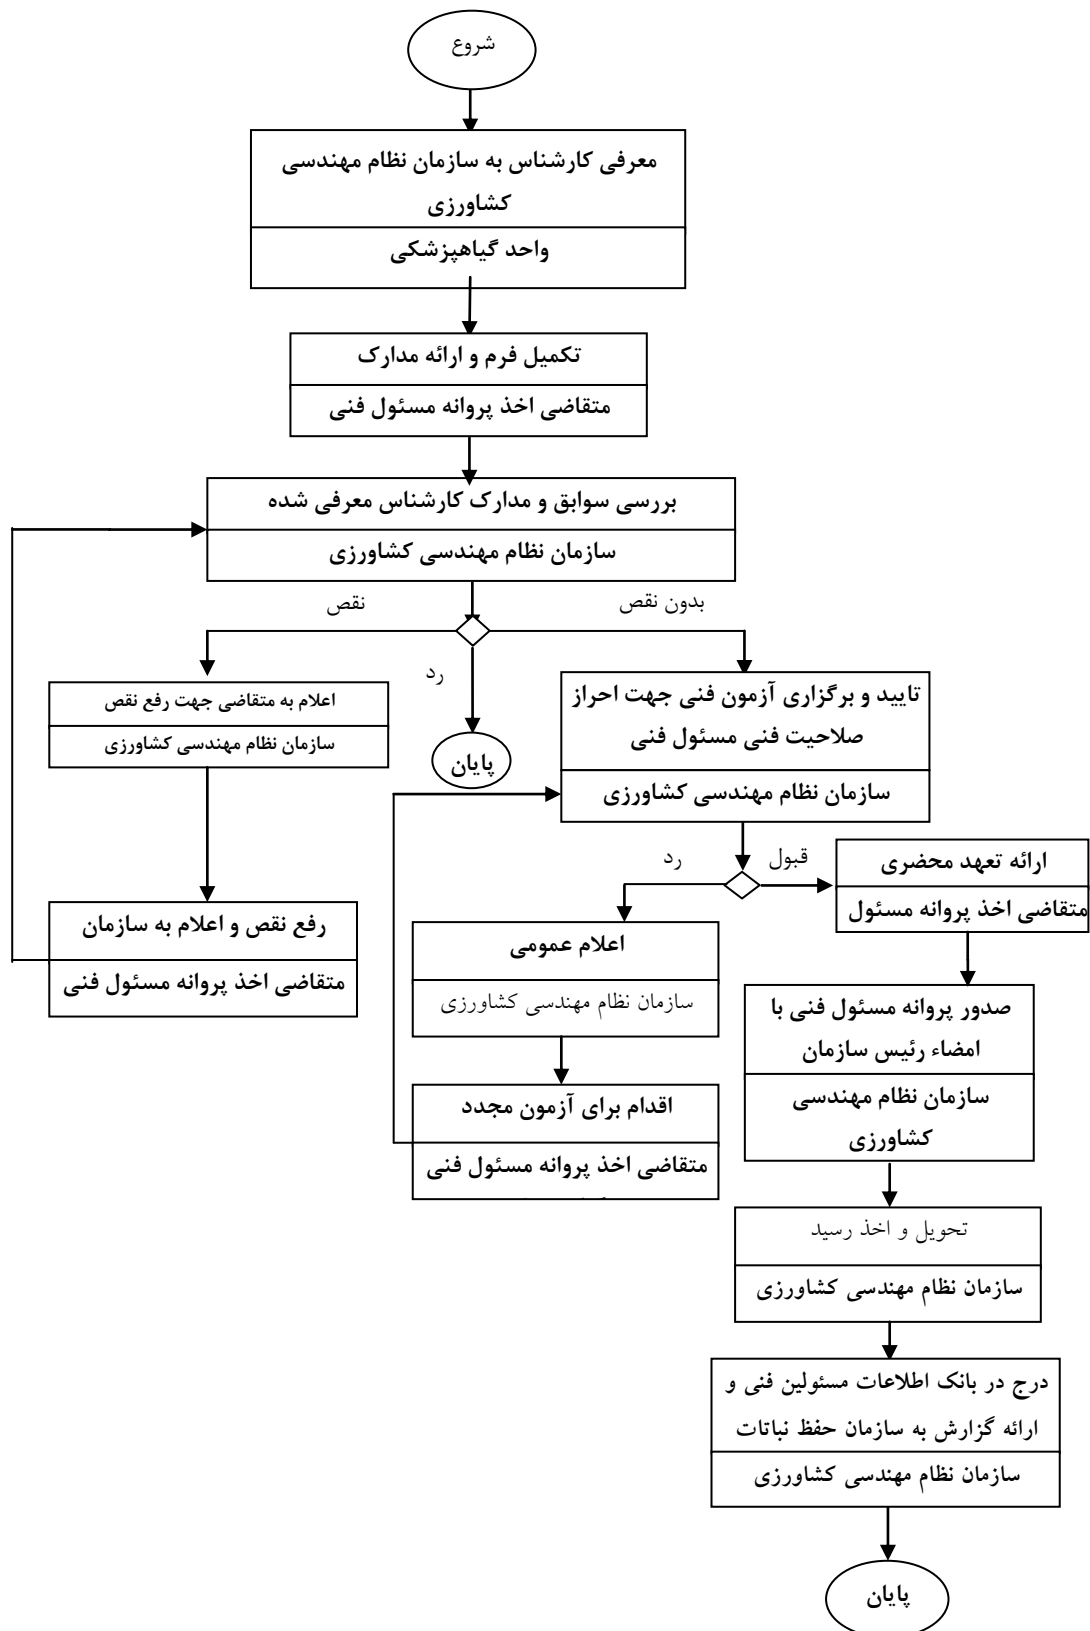 شروع
معرفی کارشناس به سازمان نظام مهندسی
کشاورزی
واحد گیاهپزشکی
تکمیل فرم و ارائه مدارک
متقاضی اخذ پروانه مسئول فنی
بررسی سوابق و مدارک کارشناس معرفی شده
سازمان نظام مهندسی کشاورزی
بدون نقص
نقص
رد
تایید و برگزاری آزمون فنی جهت احراز
صلاحیت فنی مسئول فنی
سازمان نظام مهندسی کشاورزی
پایان
اعلام به متقاضی جهت رفع نقص
سازمان نظام مهندسی کشاورزی
رفع نقص و اعلام به سازمان
متقاضی اخذ پروانه مسئول فنی
قبول
رد
ارائه تعهد محضری
متقاضی اخذ پروانه مسئول
اعلام عمومی
سازمان نظام مهندسی کشاورزی
اقدام برای آزمون مجدد
متقاضی اخذ پروانه مسئول فنی
صدور پروانه مسئول فنی با
امضاء رئیس سازمان
سازمان نظام مهندسی
کشاورزی
تحویل و اخذ رسید
سازمان نظام مهندسی کشاورزی
درج در بانک اطلاعات مسئولین فنی و
ارائه گزارش به سازمان حفظ نباتات
سازمان نظام مهندسی کشاورزی
پایان